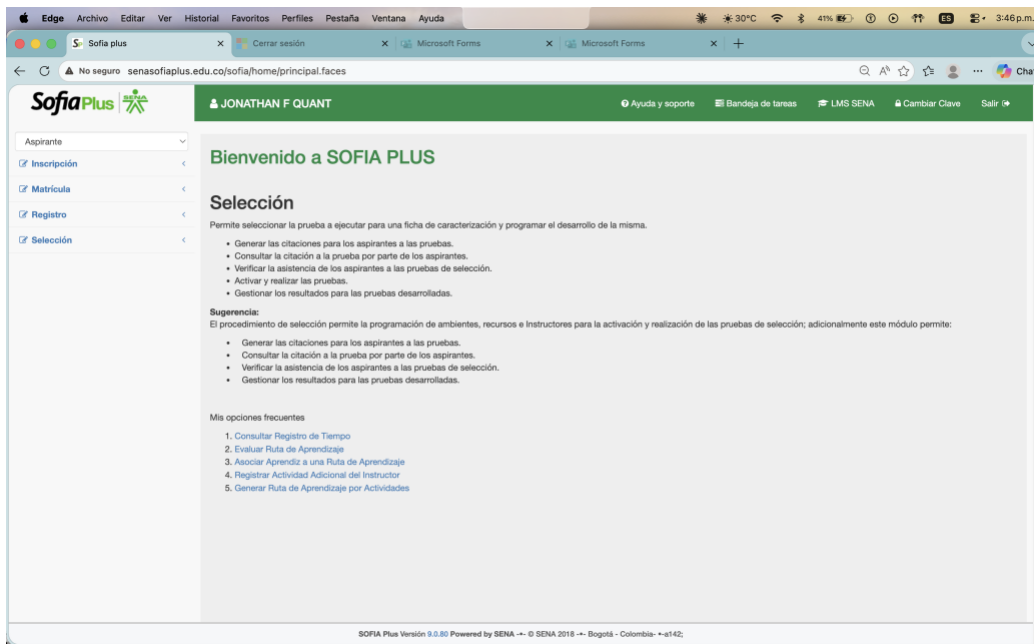 Edge Archivo Editar Ver Historial Favoritos Perfiles Pestaña Ventana Ayuda 30°C 41% ES 3:46 p.m.
Sofia plus Cerrar sesión Microsoft Forms Microsoft Forms
No seguro senasofiaplus.edu.co/sofia/home/principal.faces Chat
Sofia Plus SENA
JONATHAN F QUANT Ayuda y soporte Bandeja de tareas LMS SENA Cambiar Clave Salir
Aspirante
Inscripción
Matrícula
Registro
Selección
Bienvenido a SOFIA PLUS
Selección
Permite seleccionar la prueba a ejecutar para una ficha de caracterización y programar el desarrollo de la misma.
• Generar las citaciones para los aspirantes a las pruebas.
• Consultar la citación a la prueba por parte de los aspirantes.
• Verificar la asistencia de los aspirantes a las pruebas de selección.
• Activar y realizar las pruebas.
• Gestionar los resultados para las pruebas desarrolladas.
Sugerencia:
El procedimiento de selección permite la programación de ambientes, recursos e Instructores para la activación y realización de las pruebas de selección; adicionalmente este módulo permite:
• Generar las citaciones para los aspirantes a las pruebas.
• Consultar la citación a la prueba por parte de los aspirantes.
• Verificar la asistencia de los aspirantes a las pruebas de selección.
• Gestionar los resultados para las pruebas desarrolladas.
Mis opciones frecuentes
1. Consultar Registro de Tiempo
2. Evaluar Ruta de Aprendizaje
3. Asociar Aprendiz a una Ruta de Aprendizaje
4. Registrar Actividad Adicional del Instructor
5. Generar Ruta de Aprendizaje por Actividades
SOFIA Plus Versión 9.0.80 Powered by SENA -•- © SENA 2018 -•- Bogotá - Colombia- •-e142;